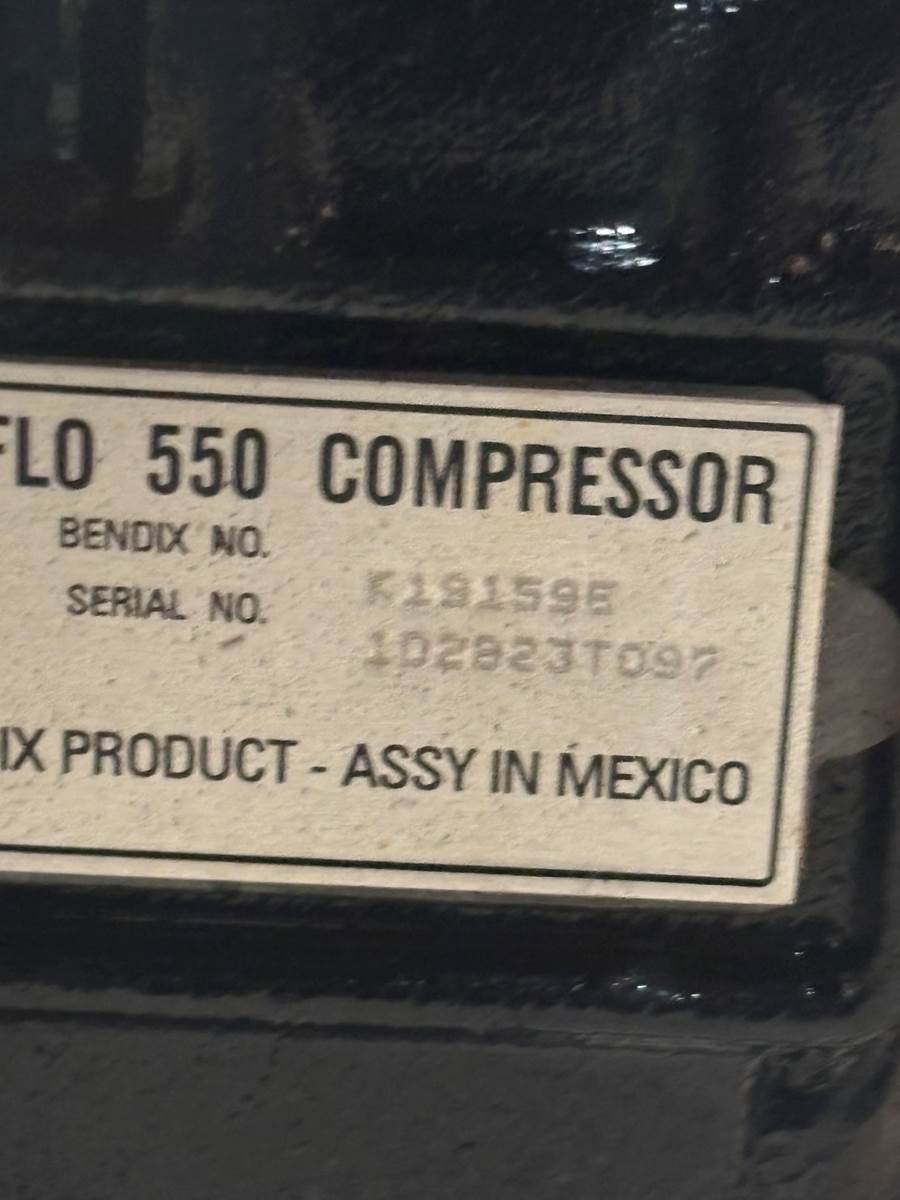 FLO 550 COMPRESSOR
BENDIX NO.
SERIAL NO. K191595
1D2823T097
IX PRODUCT - ASSY IN MEXICO